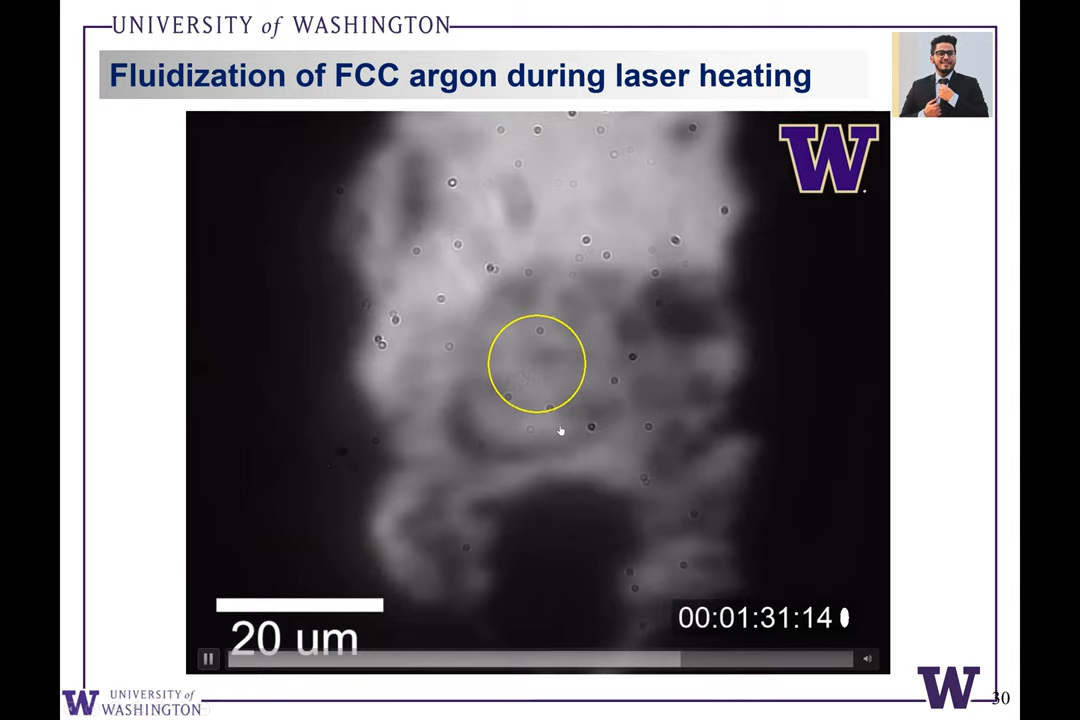 UNIVERSITY of WASHINGTON
Fluidization of FCC argon during laser heating
W
20 um
00:01:31:14
W UNIVERSITY of
WASHINGTON
W
30